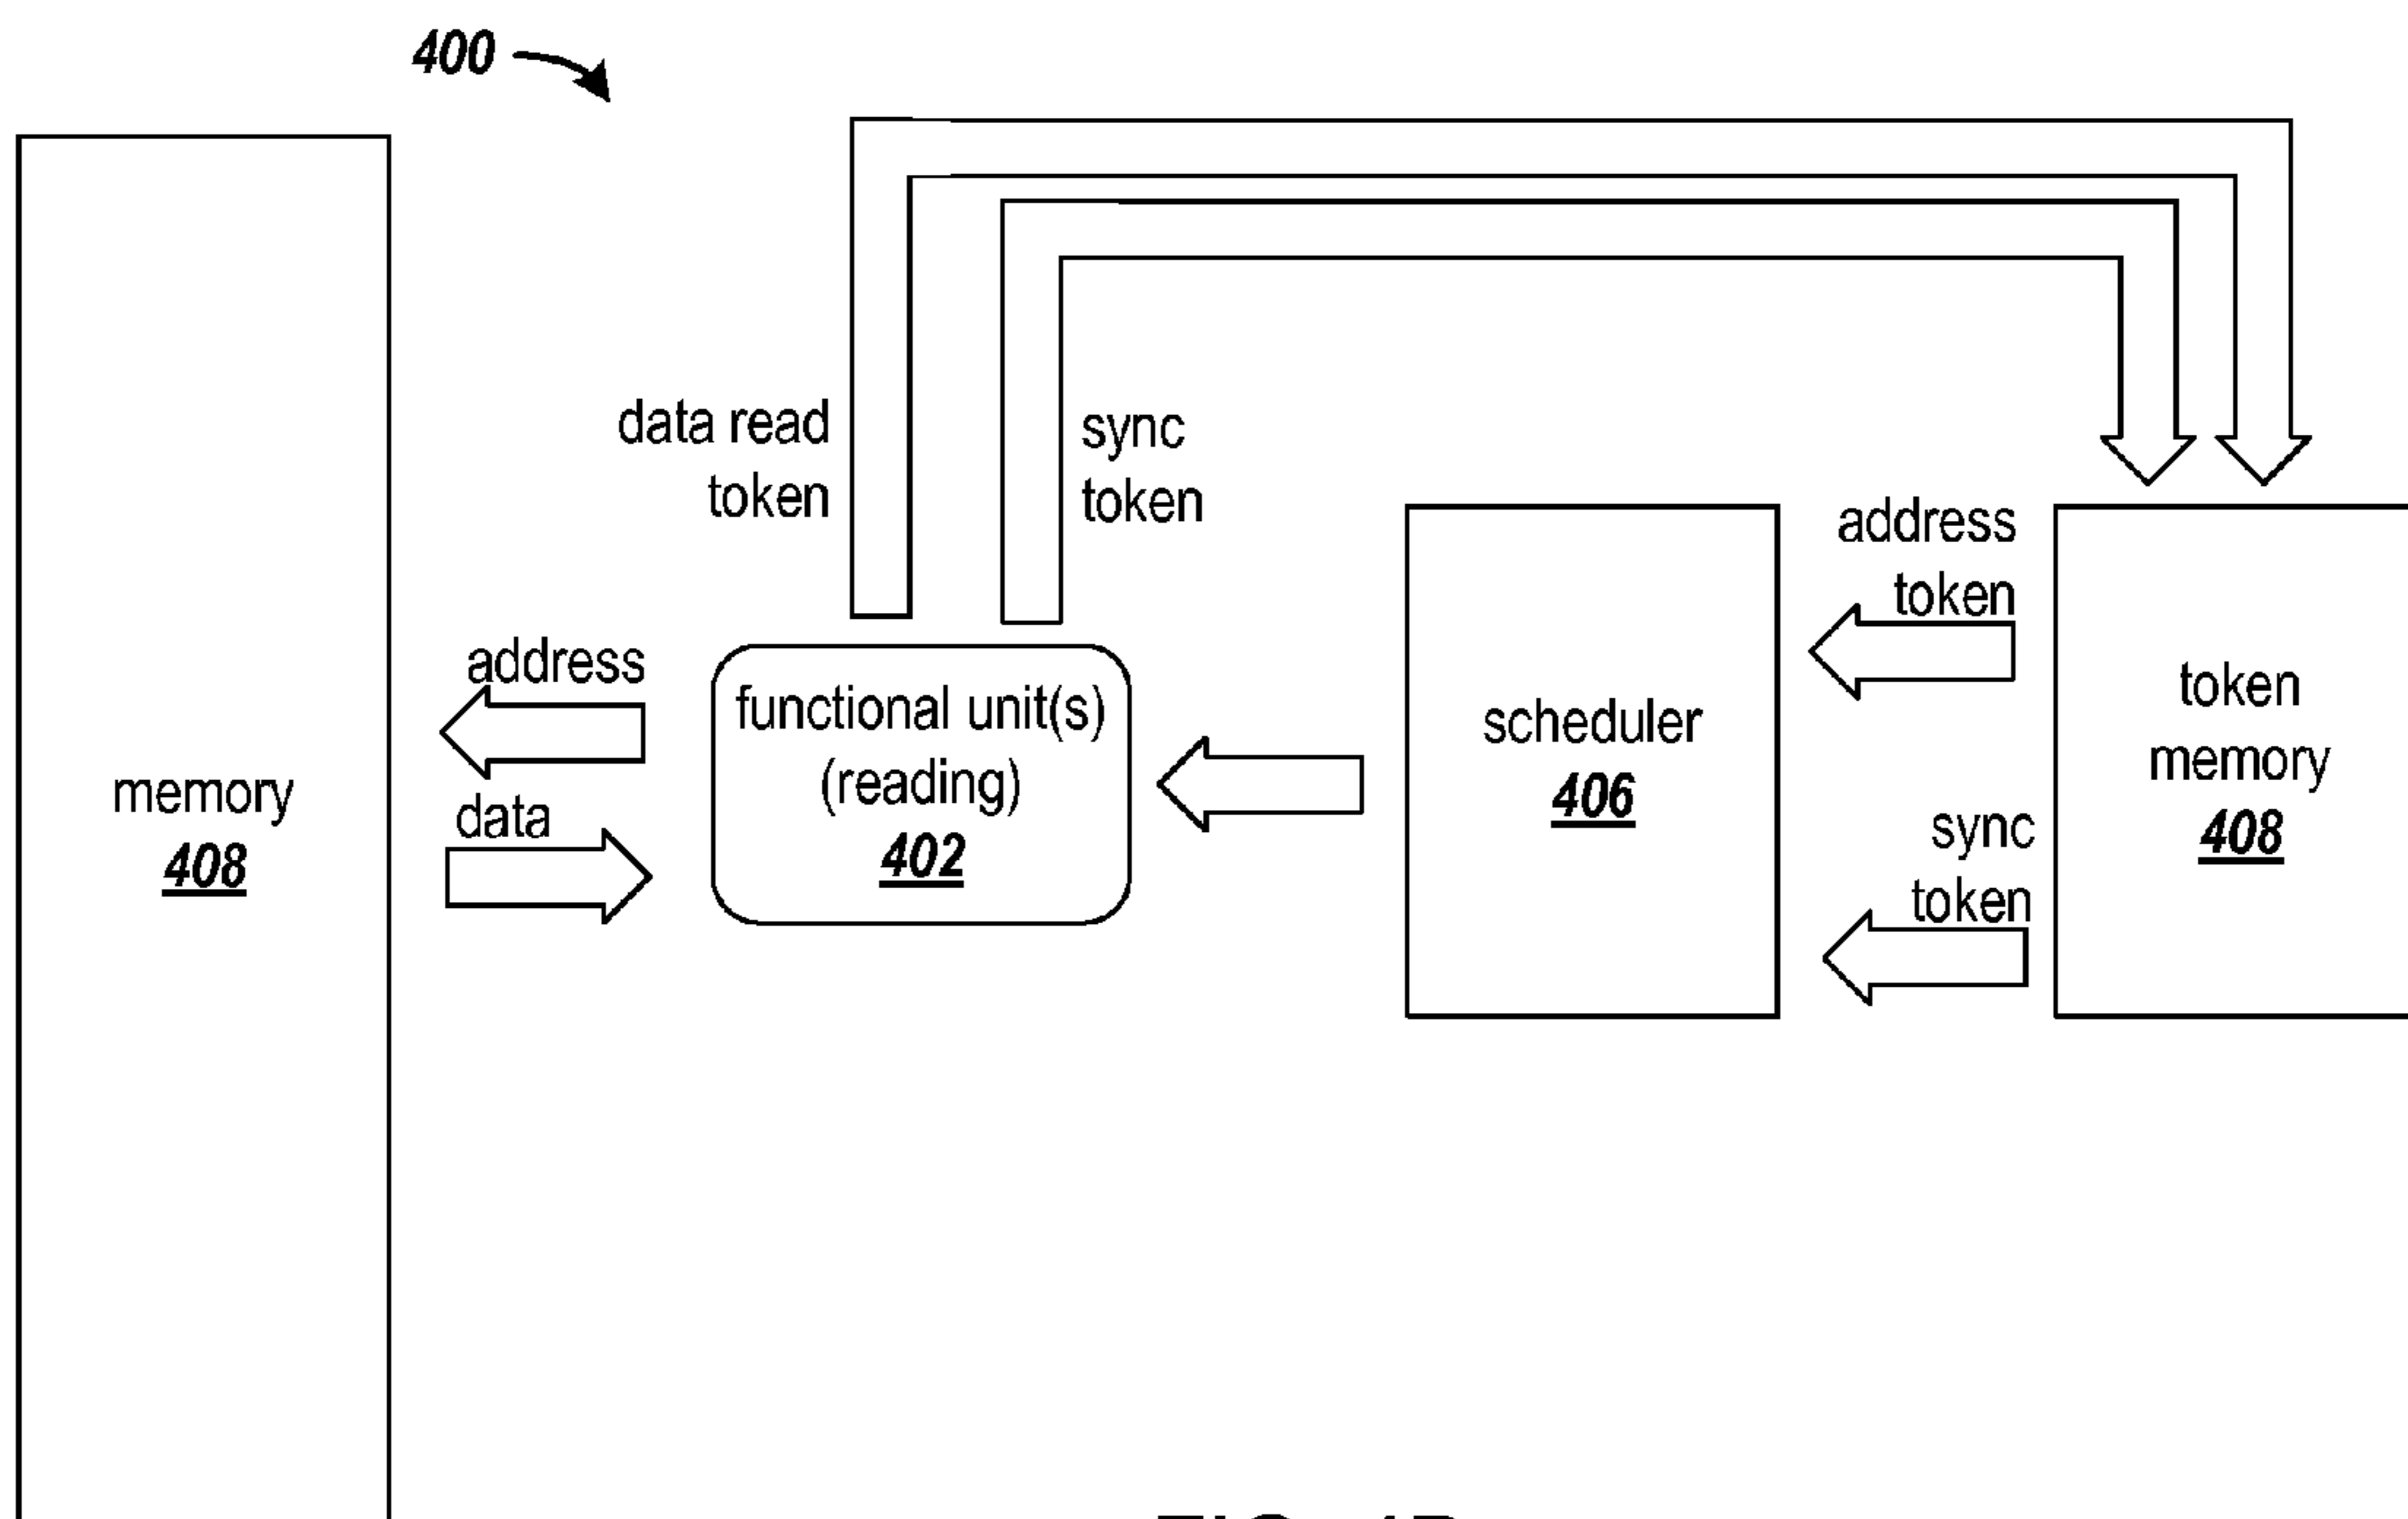 400
data read
token
sync
token
address
token
address
data
memory
408
functional unit(s)
(reading)
402
scheduler
406
token
memory
408
sync
token